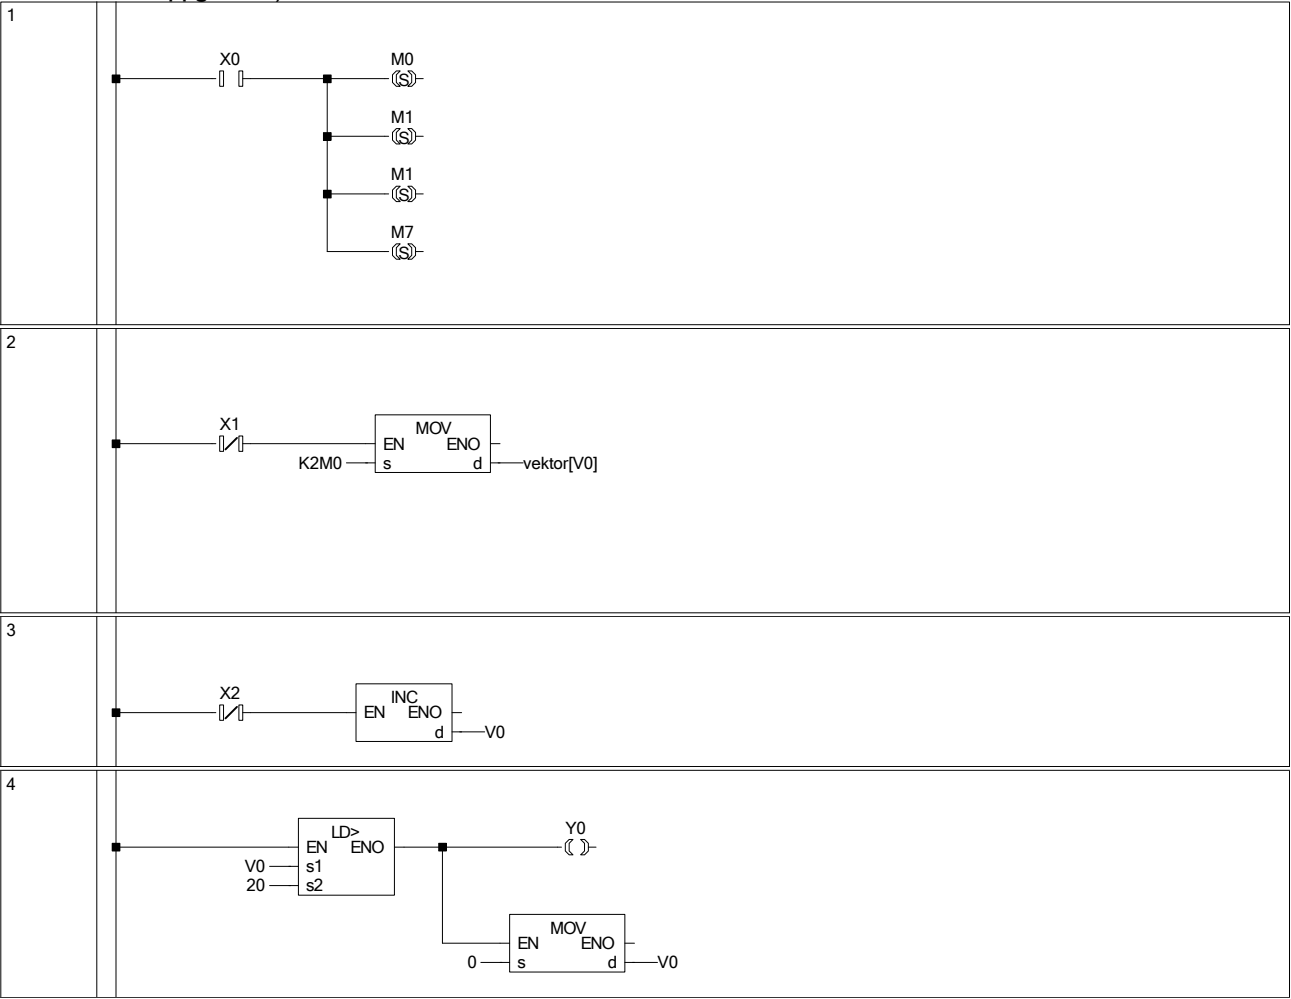 1
X0 M0
S
M1
S
M1
S
M7
S
2
X1
MOV
EN ENO
K2M0 s d vektor[V0]
3
X2
INC
EN ENO
d V0
4
LD>
EN ENO
V0 s1
20 s2
Y0
MOV
EN ENO
0 s d V0